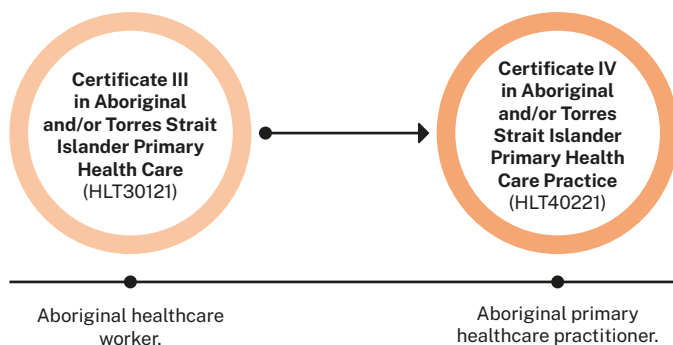 Certificate III
in Aboriginal
and/or Torres Strait
Islander Primary
Health Care
(HLT30121)
Certificate IV
in Aboriginal
and/or Torres
Strait Islander
Primary Health
Care Practice
(HLT40221)
Aboriginal healthcare
worker.
Aboriginal primary
healthcare practitioner.